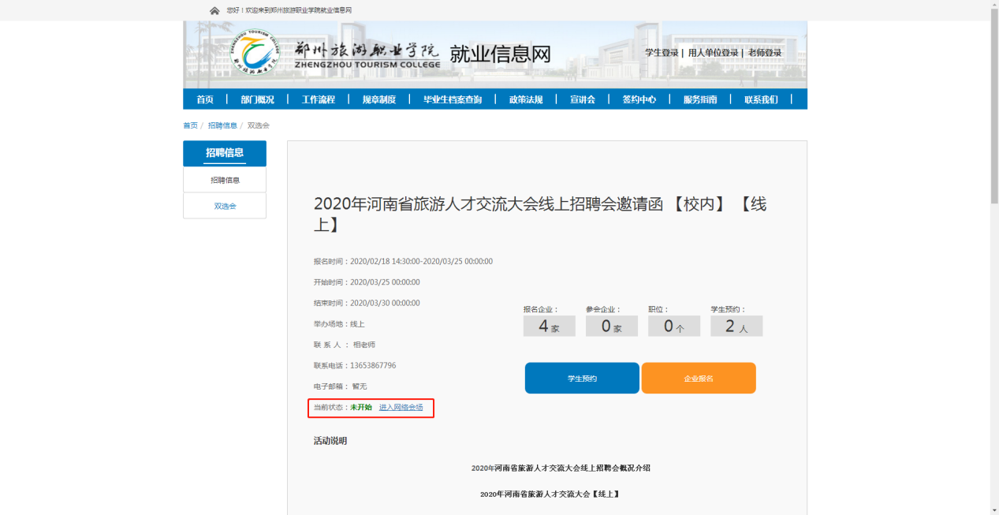 您好！欢迎来到郑州旅游职业学院就业信息网
ZHENGZHOU TOURISM COLLEGE
郑州旅游职业学院
郑州旅游职业学院 就业信息网
ZHENGZHOU TOURISM COLLEGE
学生登录 | 用人单位登录 | 老师登录
首页 | 部门概况 | 工作流程 | 规章制度 | 毕业生档案查询 | 政策法规 | 宣讲会 | 签约中心 | 服务指南 | 联系我们 |
首页 / 招聘信息 / 双选会
招聘信息
招聘信息
双选会
2020年河南省旅游人才交流大会线上招聘会邀请函 【校内】 【线
上】
报名时间：2020/02/18 14:30:00-2020/03/25 00:00:00
开始时间：2020/03/25 00:00:00
结束时间：2020/03/30 00:00:00
举办场地：线上
联 系 人 ： 相老师
联系电话：13653867796
电子邮箱： 暂无
当前状态：未开始 进入网络会场
报名企业： 参会企业： 职位： 学生预约：
4 家 0 家 0 个 2 人
学生预约 企业报名
活动说明
2020年河南省旅游人才交流大会线上招聘会概况介绍
2020年河南省旅游人才交流大会【线上】